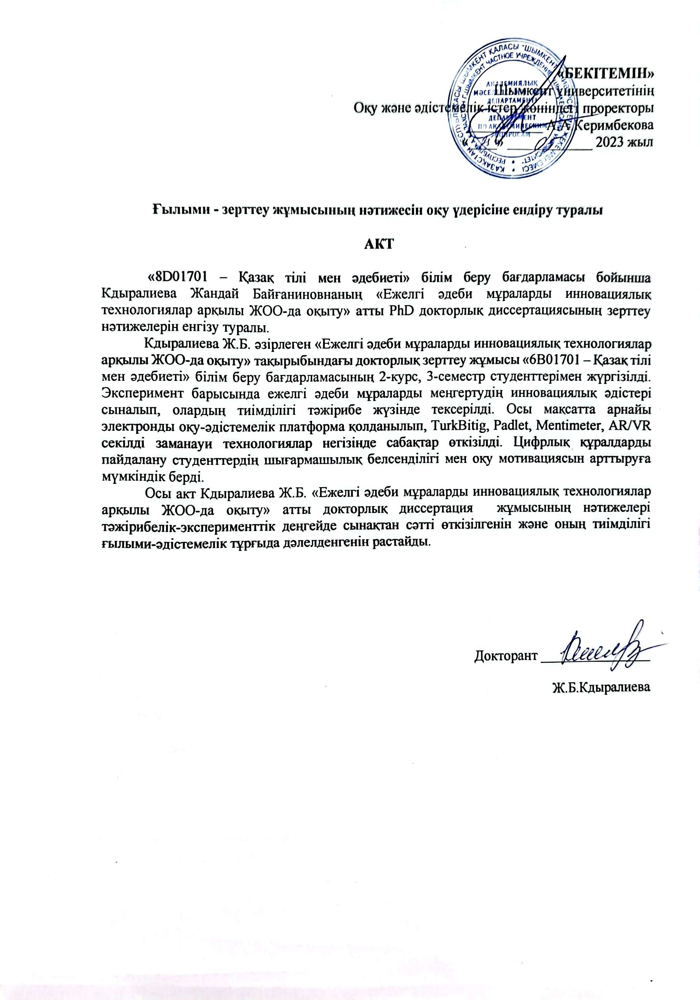 «БЕКІТЕМІН»
Шымкент университетінің
Оқу және әдістемелік істер жөніндегі проректоры
А.А.Керимбекова
« » 05 2023 жыл
ҚАЗАҚСТАН РЕСПУБЛИКАСЫ ШЫМКЕНТ ҚАЛАСЫ "ШЫМКЕНТ УНИВЕРСИТЕТІ" ЖЕКЕ МЕКЕМЕСІ
РЕСПУБЛИКА КАЗАХСТАН Г.ШЫМКЕНТ ЧАСТНОЕ УЧРЕЖДЕНИЕ "ШЫМКЕНТСКИЙ УНИВЕРСИТЕТ"
АКАДЕМИЯЛЫҚ
ДЕПАРТАМЕНТІ
ДЕПАРТАМЕНТ
ПО АКАДЕМИЧЕСКИМ
ВОПРОСАМ
Ғылыми - зерттеу жұмысының нәтижесін оқу үдерісіне ендіру туралы
АКТ
«8D01701 – Қазақ тілі мен әдебиеті» білім беру бағдарламасы бойынша
Кдыралиева Жандай Байғаниновнаның «Ежелгі әдеби мұраларды инновациялық
технологиялар арқылы ЖОО-да оқыту» атты PhD докторлық диссертациясының зерттеу
нәтижелерін енгізу туралы.
Кдыралиева Ж.Б. әзірлеген «Ежелгі әдеби мұраларды инновациялық технологиялар
арқылы ЖОО-да оқыту» тақырыбындағы докторлық зерттеу жұмысы «6В01701 – Қазақ тілі
мен әдебиеті» білім беру бағдарламасының 2-курс, 3-семестр студенттерімен жүргізілді.
Эксперимент барысында ежелгі әдеби мұраларды меңгертудің инновациялық әдістері
сыналып, олардың тиімділігі тәжірибе жүзінде тексерілді. Осы мақсатта арнайы
электронды оқу-әдістемелік платформа қолданылып, TurkBitig, Padlet, Mentimeter, AR/VR
секілді заманауи технологиялар негізінде сабақтар өткізілді. Цифрлық құралдарды
пайдалану студенттердің шығармашылық белсенділігі мен оқу мотивациясын арттыруға
мүмкіндік берді.
Осы акт Кдыралиева Ж.Б. «Ежелгі әдеби мұраларды инновациялық технологиялар
арқылы ЖОО-да оқыту» атты докторлық диссертация жұмысының нәтижелері
тәжірибелік-эксперименттік деңгейде сынақтан сәтті өткізілгенін және оның тиімділігі
ғылыми-әдістемелік тұрғыда дәлелденгенін растайды.
Докторант
Ж.Б.Кдыралиева